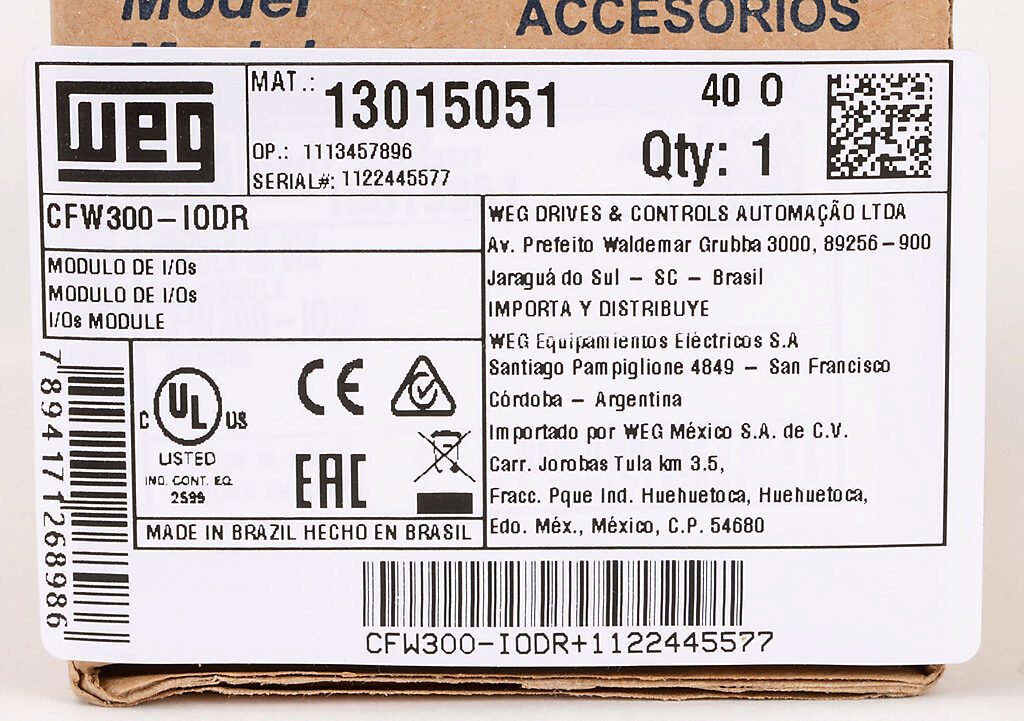 Model
ACCESORIOS
weg
MAT.: 13015051
40 0
OP.: 1113457896
Qty: 1
SERIAL#: 1122445577
CFW300-IODR
MODULO DE I/Os
MODULO DE I/Os
I/Os MODULE
WEG DRIVES & CONTROLS AUTOMAÇÃO LTDA
Av. Prefeito Waldemar Grubba 3000, 89256-900
Jaraguá do Sul - SC - Brasil
IMPORTA Y DISTRIBUYE
WEG Equipamientos Eléctricos S.A
Santiago Pampiglione 4849 - San Francisco
Córdoba - Argentina
Importado por WEG México S.A. de C.V.
Carr. Jorobas Tula km 3.5,
Fracc. Pque Ind. Huehuetoca, Huehuetoca,
Edo. Méx., México, C.P. 54680
7894171268986
C UL US
LISTED
IND. CONT. EQ.
2S99
CE
EAC
MADE IN BRAZIL HECHO EN BRASIL
CFW300-IODR+1122445577